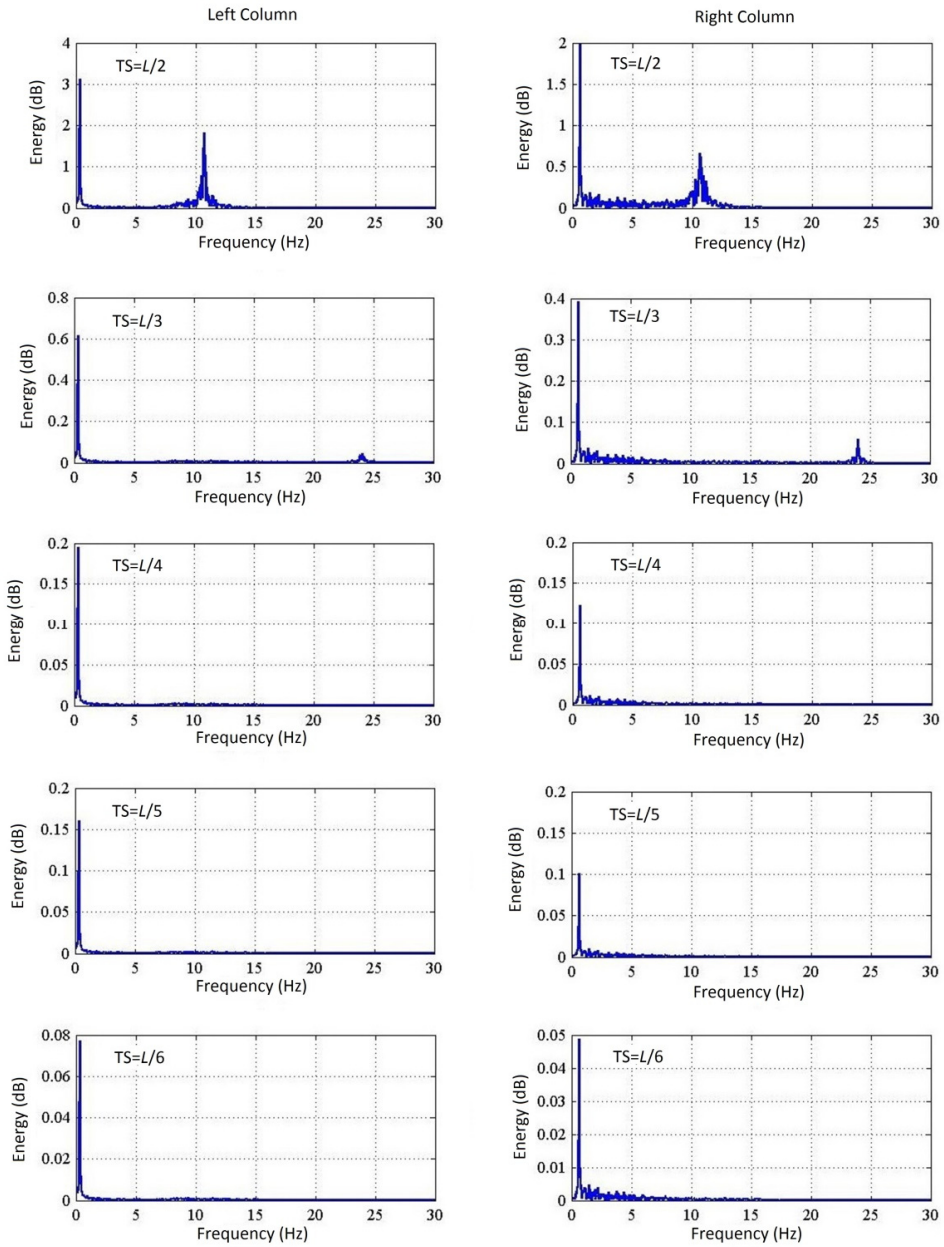 Left Column
Right Column
TS=L/2
Energy (dB)
4
3
2
1
0
0 5 10 15 20 25 30
Frequency (Hz)
TS=L/2
Energy (dB)
2
1.5
1
0.5
0
0 5 10 15 20 25 30
Frequency (Hz)
TS=L/3
Energy (dB)
0.8
0.6
0.4
0.2
0
0 5 10 15 20 25 30
Frequency (Hz)
TS=L/3
Energy (dB)
0.4
0.3
0.2
0.1
0
0 5 10 15 20 25 30
Frequency (Hz)
TS=L/4
Energy (dB)
0.2
0.15
0.1
0.05
0
0 5 10 15 20 25 30
Frequency (Hz)
TS=L/4
Energy (dB)
0.2
0.15
0.1
0.05
0
0 5 10 15 20 25 30
Frequency (Hz)
TS=L/5
Energy (dB)
0.2
0.15
0.1
0.05
0
0 5 10 15 20 25 30
Frequency (Hz)
TS=L/5
Energy (dB)
0.2
0.15
0.1
0.05
0
0 5 10 15 20 25 30
Frequency (Hz)
TS=L/6
Energy (dB)
0.08
0.06
0.04
0.02
0
0 5 10 15 20 25 30
Frequency (Hz)
TS=L/6
Energy (dB)
0.05
0.04
0.03
0.02
0.01
0
0 5 10 15 20 25 30
Frequency (Hz)